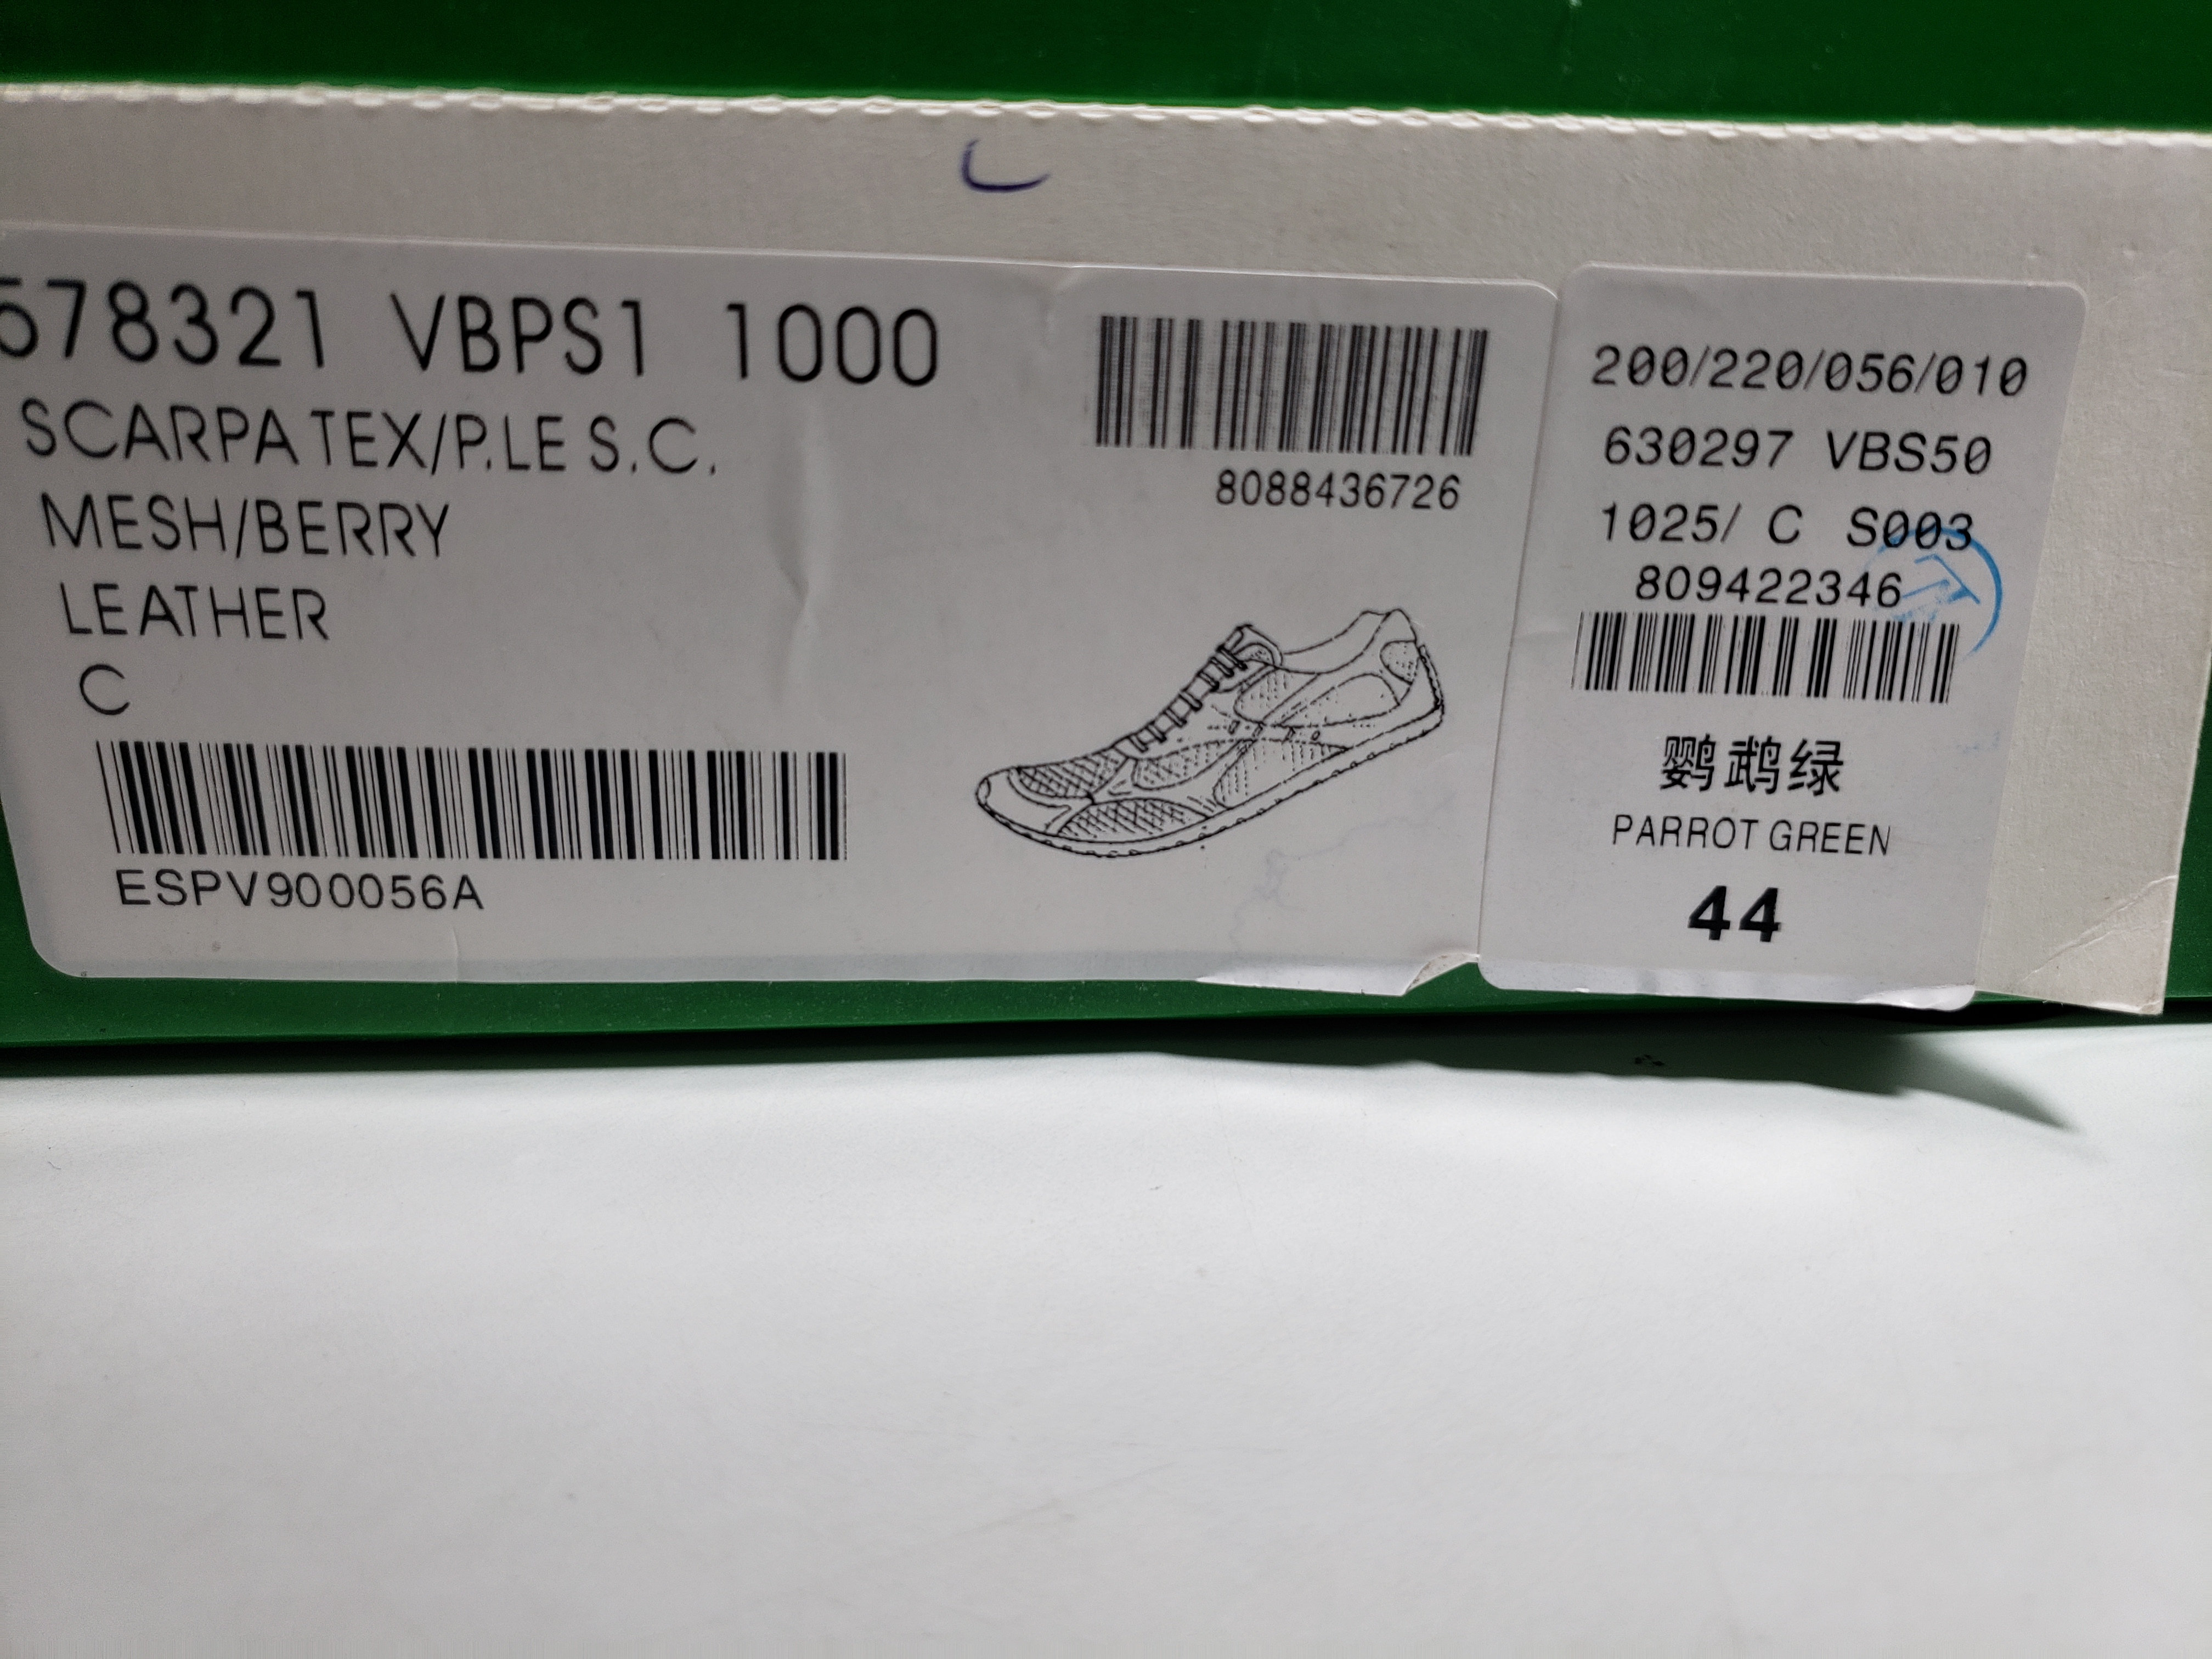 578321 VBPS1 1000
SCARPA TEX/P.LE S.C.
MESH/BERRY
LEATHER
C
ESPV900056A
8088436726
200/220/056/010
630297 VBS50
1025/ C S003
809422346
鹦鹉绿
PARROT GREEN
44